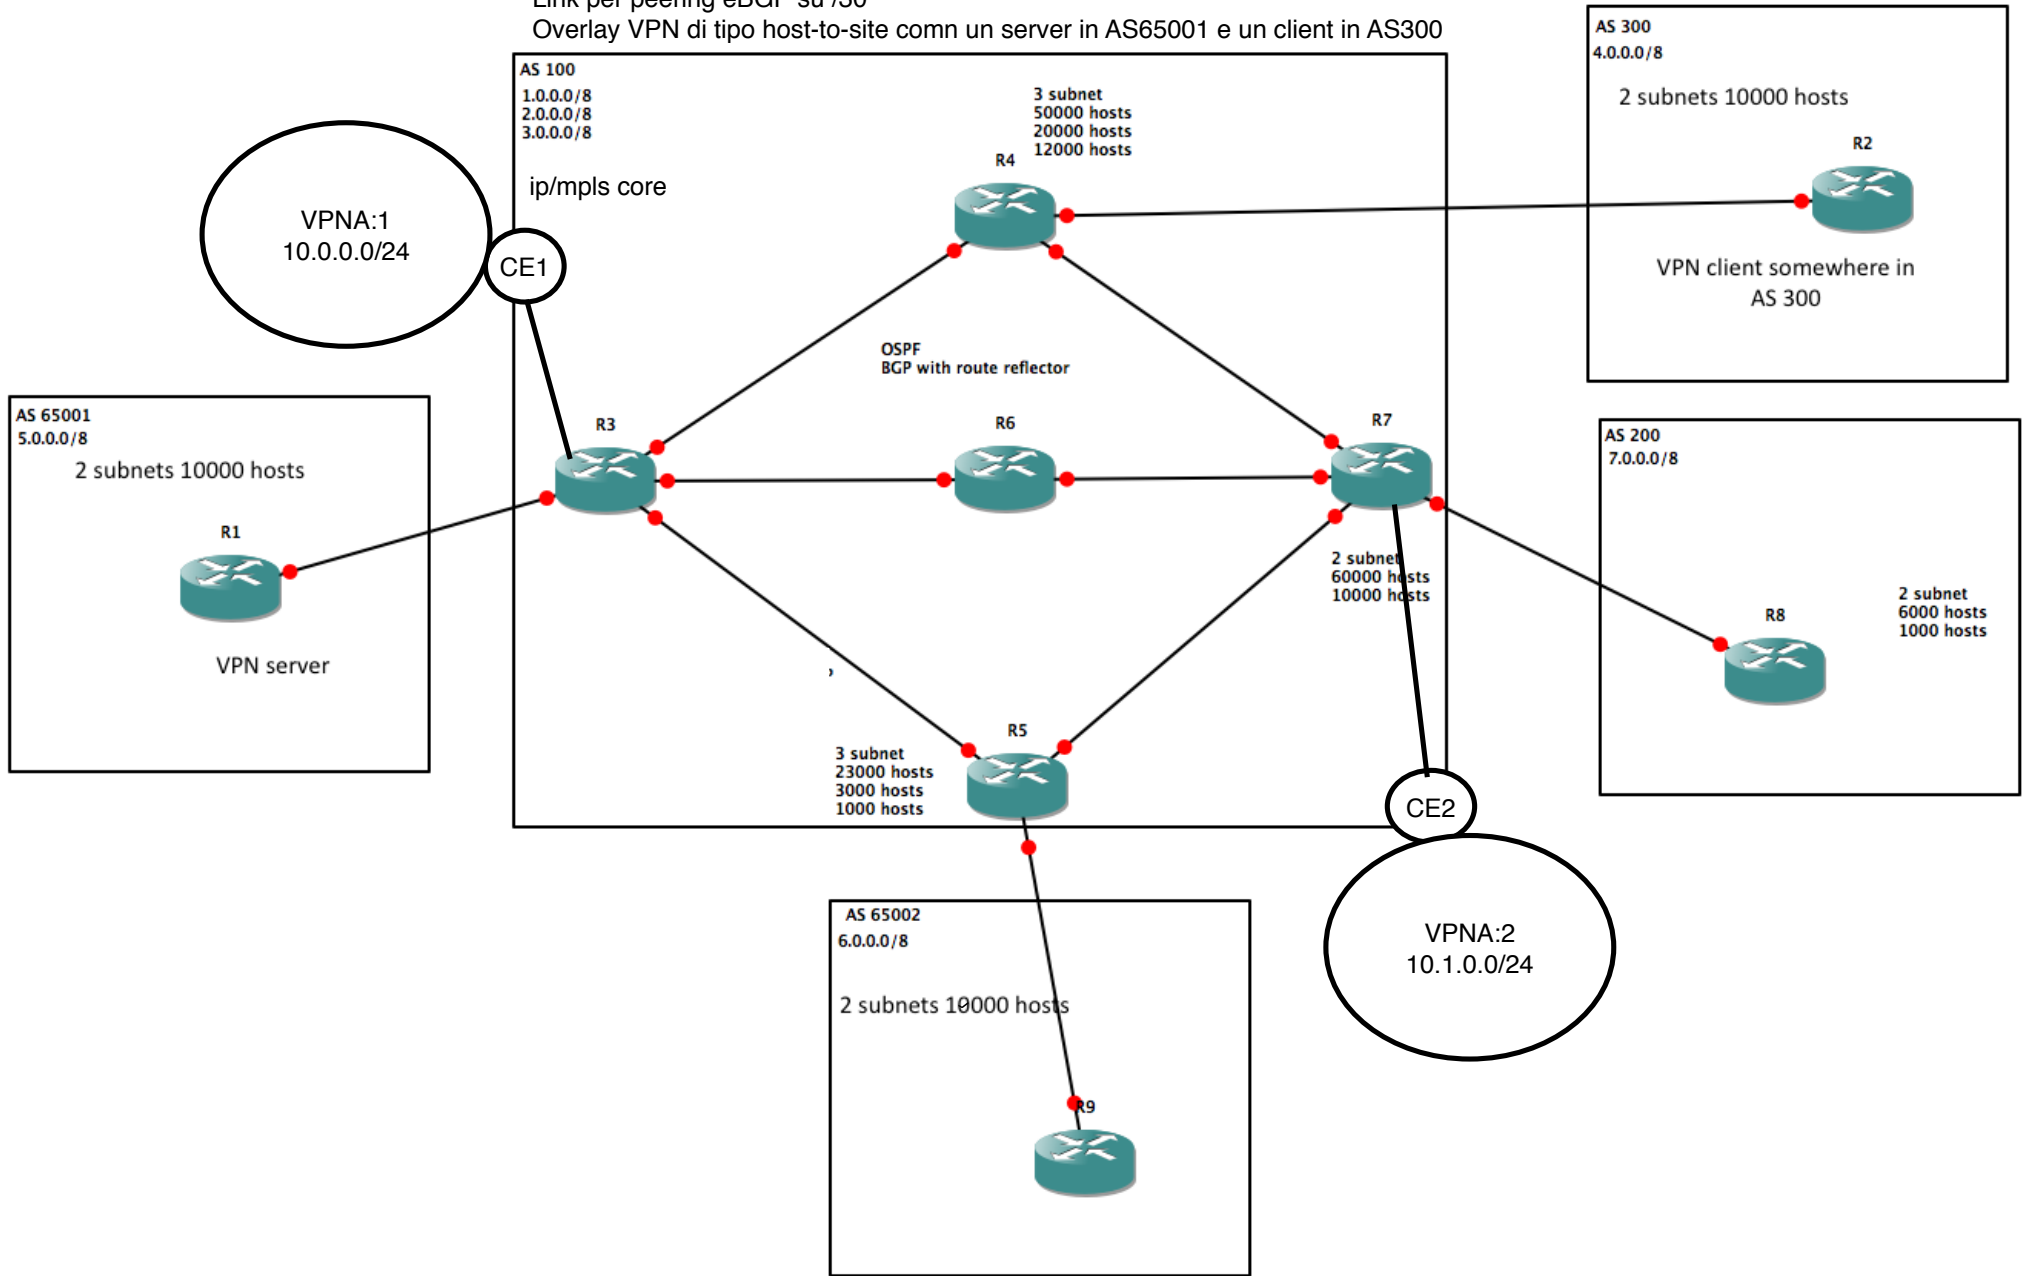 Link per peering eBGP su /30
Overlay VPN di tipo host-to-site comn un server in AS65001 e un client in AS300
AS 100
1.0.0.0/8
2.0.0.0/8
3.0.0.0/8
ip/mpls core
3 subnet
50000 hosts
20000 hosts
12000 hosts
R4
AS 300
4.0.0.0/8
2 subnets 10000 hosts
R2
VPN client somewhere in
AS 300
VPNA:1
10.0.0.0/24
CE1
OSPF
BGP with route reflector
AS 65001
5.0.0.0/8
2 subnets 10000 hosts
R1
VPN server
R3
R6
R7
2 subnet
60000 hosts
10000 hosts
AS 200
7.0.0.0/8
2 subnet
6000 hosts
1000 hosts
R8
R5
3 subnet
23000 hosts
3000 hosts
1000 hosts
CE2
VPNA:2
10.1.0.0/24
AS 65002
6.0.0.0/8
2 subnets 10000 hosts
R9